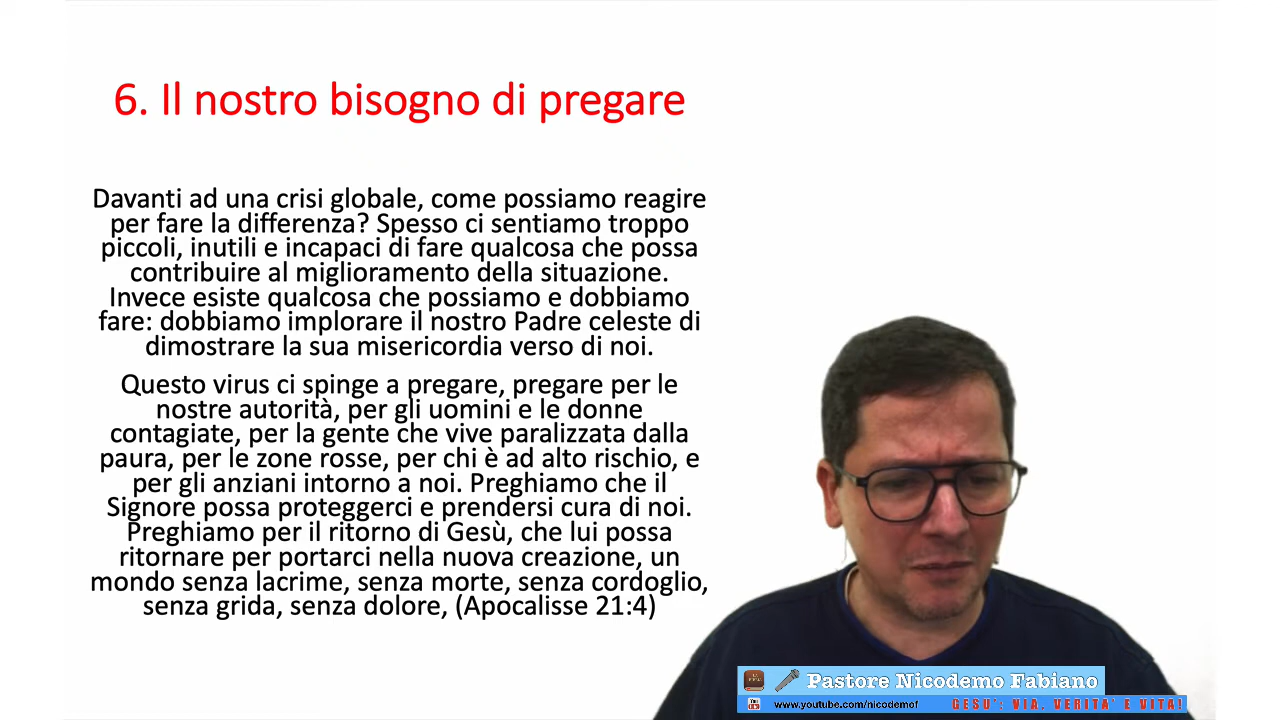 6. Il nostro bisogno di pregare
Davanti ad una crisi globale, come possiamo reagire
per fare la differenza? Spesso ci sentiamo troppo
piccoli, inutili e incapaci di fare qualcosa che possa
contribuire al miglioramento della situazione.
Invece esiste qualcosa che possiamo e dobbiamo
fare: dobbiamo implorare il nostro Padre celeste di
dimostrare la sua misericordia verso di noi.
Questo virus ci spinge a pregare, pregare per le
nostre autorità, per gli uomini e le donne
contagiate, per la gente che vive paralizzata dalla
paura, per le zone rosse, per chi è ad alto rischio, e
per gli anziani intorno a noi. Preghiamo che il
Signore possa proteggerci e prendersi cura di noi.
Preghiamo per il ritorno di Gesù, che lui possa
ritornare per portarci nella nuova creazione, un
mondo senza lacrime, senza morte, senza cordoglio,
senza grida, senza dolore, (Apocalisse 21:4)
Pastore Nicodemo Fabiano
www.youtube.com/nicodemof
GESU': VIA, VERITA' E VITA!